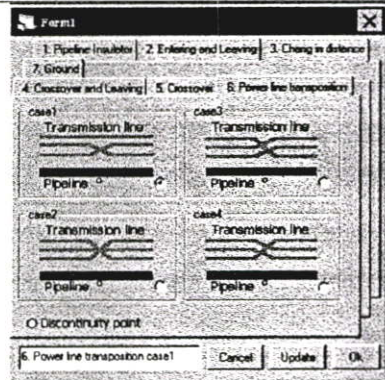 Form1
1. Pipeline Insulator 2. Entering and Leaving 3. Chang in distance
7. Ground
4. Crossover and Leaving 5. Crossover 6. Power line transposition
case1 case3
Transmission line Transmission line
Pipeline Pipeline
case2 case4
Transmission line Transmission line
Pipeline Pipeline
O Discontinuity point
6. Power line transposition case1 Cancel Update Ok